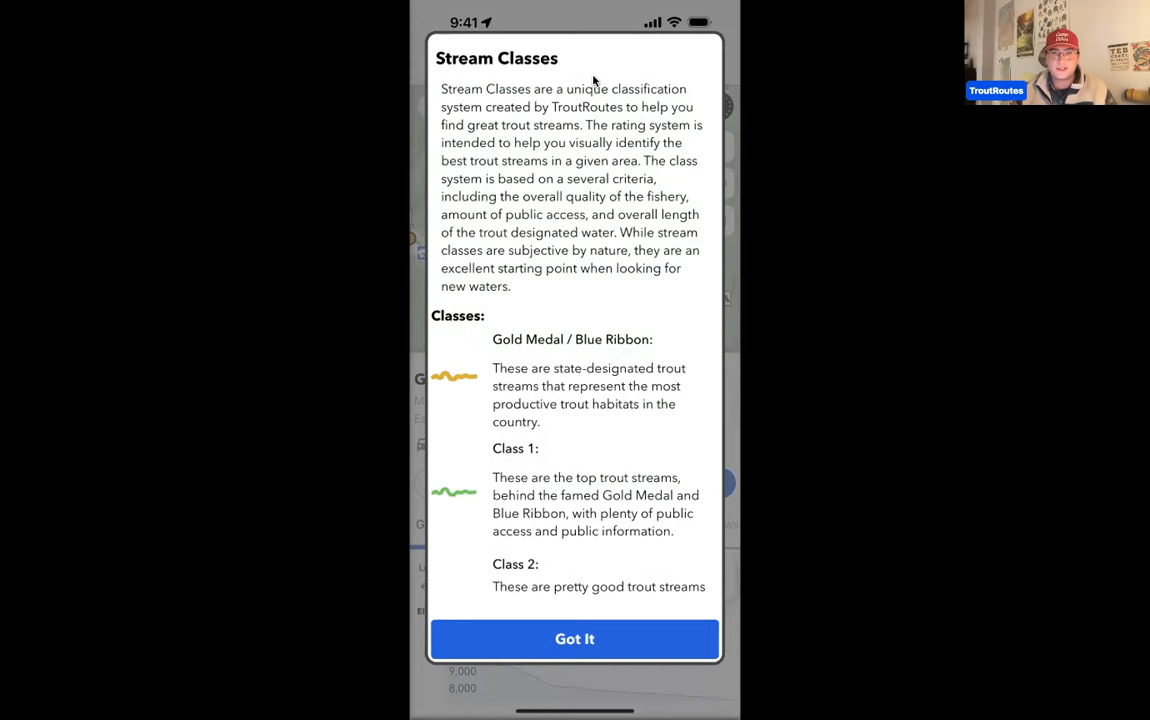 9:41
Stream Classes
Stream Classes are a unique classification
system created by TroutRoutes to help you
find great trout streams. The rating system is
intended to help you visually identify the
best trout streams in a given area. The class
system is based on a several criteria,
including the overall quality of the fishery,
amount of public access, and overall length
of the trout designated water. While stream
classes are subjective by nature, they are an
excellent starting point when looking for
new waters.
Classes:
Gold Medal / Blue Ribbon:
These are state-designated trout
streams that represent the most
productive trout habitats in the
country.
Class 1:
These are the top trout streams,
behind the famed Gold Medal and
Blue Ribbon, with plenty of public
access and public information.
Class 2:
These are pretty good trout streams
Got It
9,000
8,000
TroutRoutes